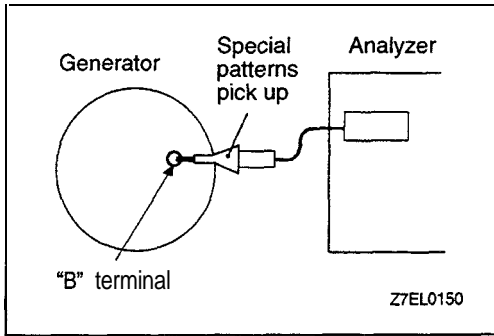 Generator
Special
patterns
pick up
Analyzer
"B" terminal
Z7EL0150